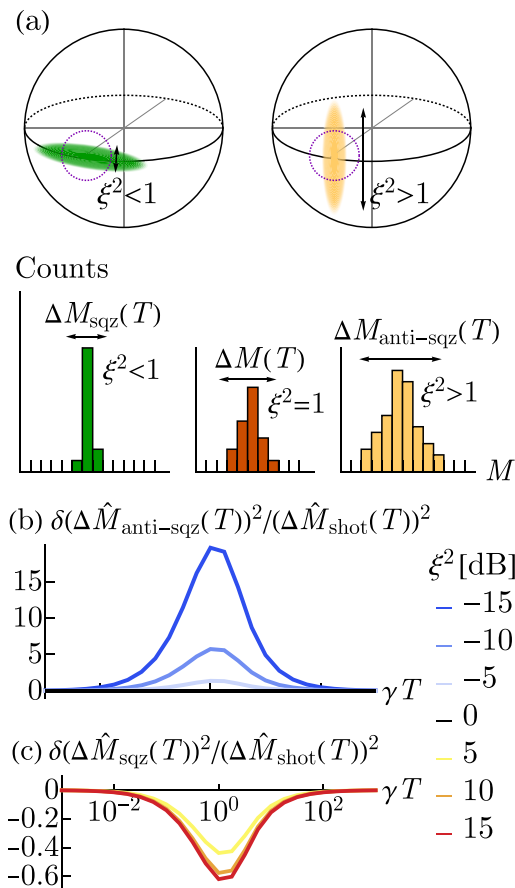 (a)
ξ²<1
ξ²>1
Counts
ΔM_sqz(T)
ξ²<1
ΔM(T)
ξ²=1
ΔM_anti−sqz(T)
ξ²>1
M
(b) δ(ΔM̂_anti−sqz(T))²/(ΔM̂_shot(T))²
15
10
5
0
γT
ξ² [dB]
−15
−10
−5
0
5
10
15
(c) δ(ΔM̂_sqz(T))²/(ΔM̂_shot(T))²
0
−0.2
−0.4
−0.6
10⁻²
10⁰
10²
γT